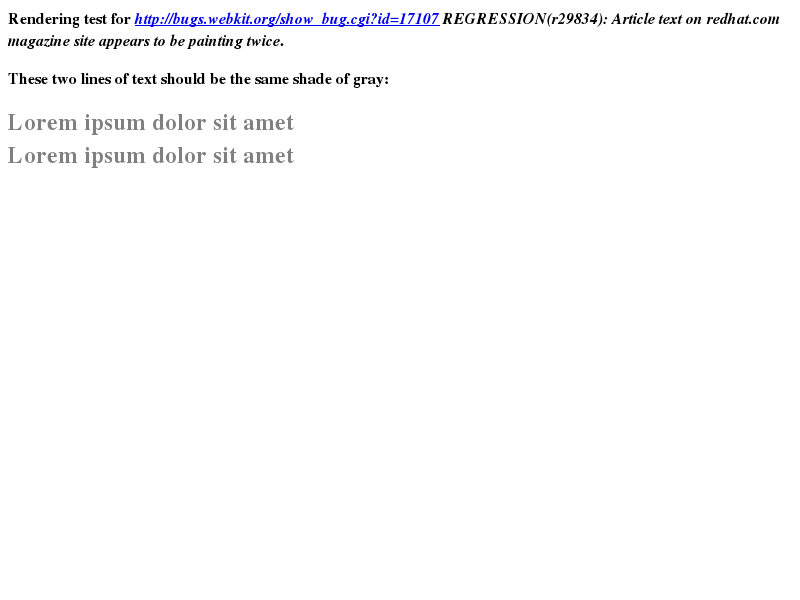 Rendering test for http://bugs.webkit.org/show_bug.cgi?id=17107 REGRESSION(r29834): Article text on redhat.com
magazine site appears to be painting twice.
These two lines of text should be the same shade of gray:
Lorem ipsum dolor sit amet
Lorem ipsum dolor sit amet